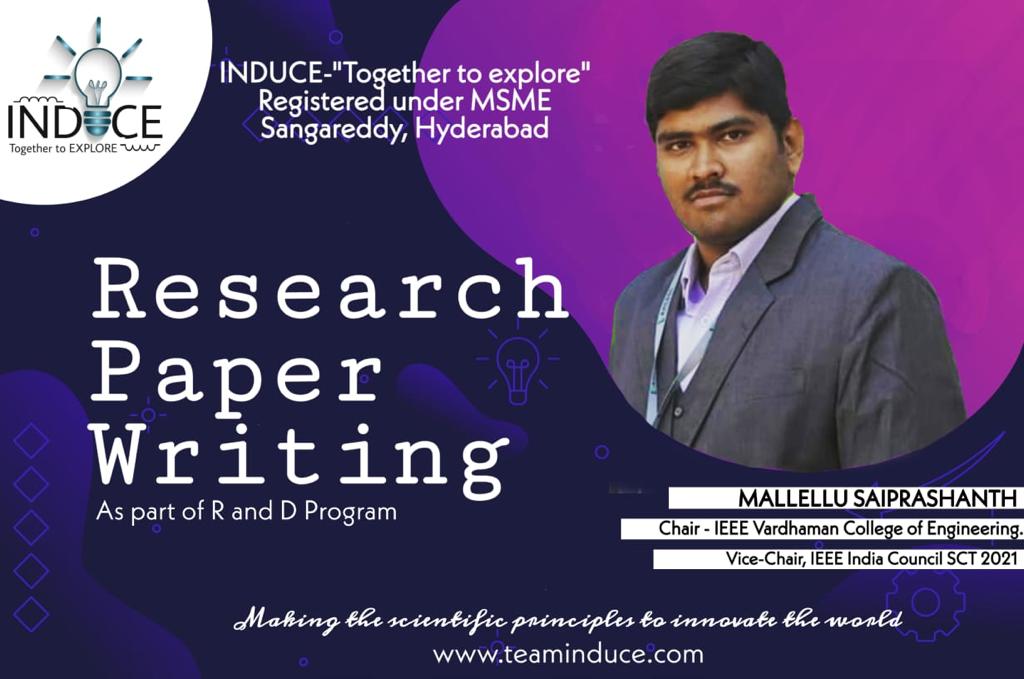 INDUCE
Together to EXPLORE
INDUCE-"Together to explore"
Registered under MSME
Sangareddy, Hyderabad
Research
Paper
Writing
As part of R and D Program
MALLELLU SAIPRASHANTH
Chair - IEEE Vardhaman College of Engineering.
Vice-Chair, IEEE India Council SCT 2021
Making the scientific principles to innovate the world
www.teaminduce.com